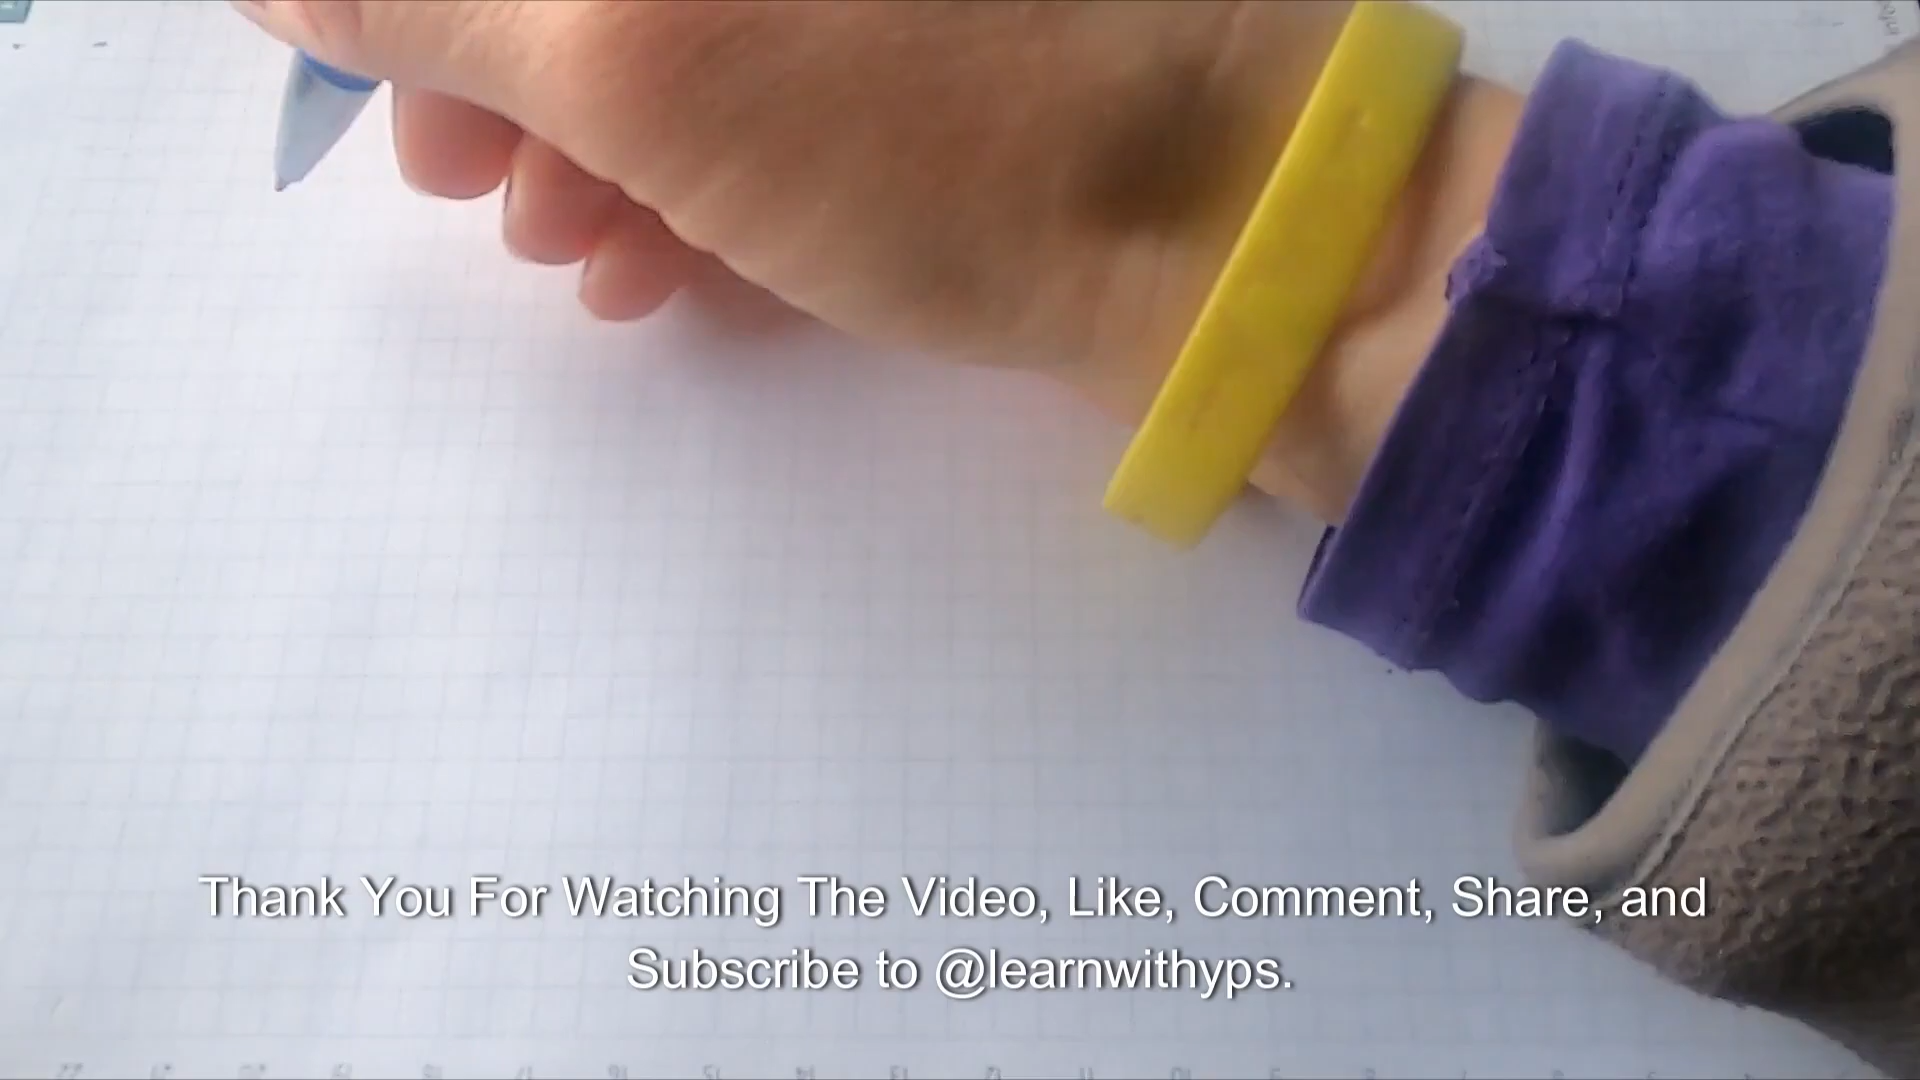 Thank You For Watching The Video, Like, Comment, Share, and
Subscribe to @learnwithyps.